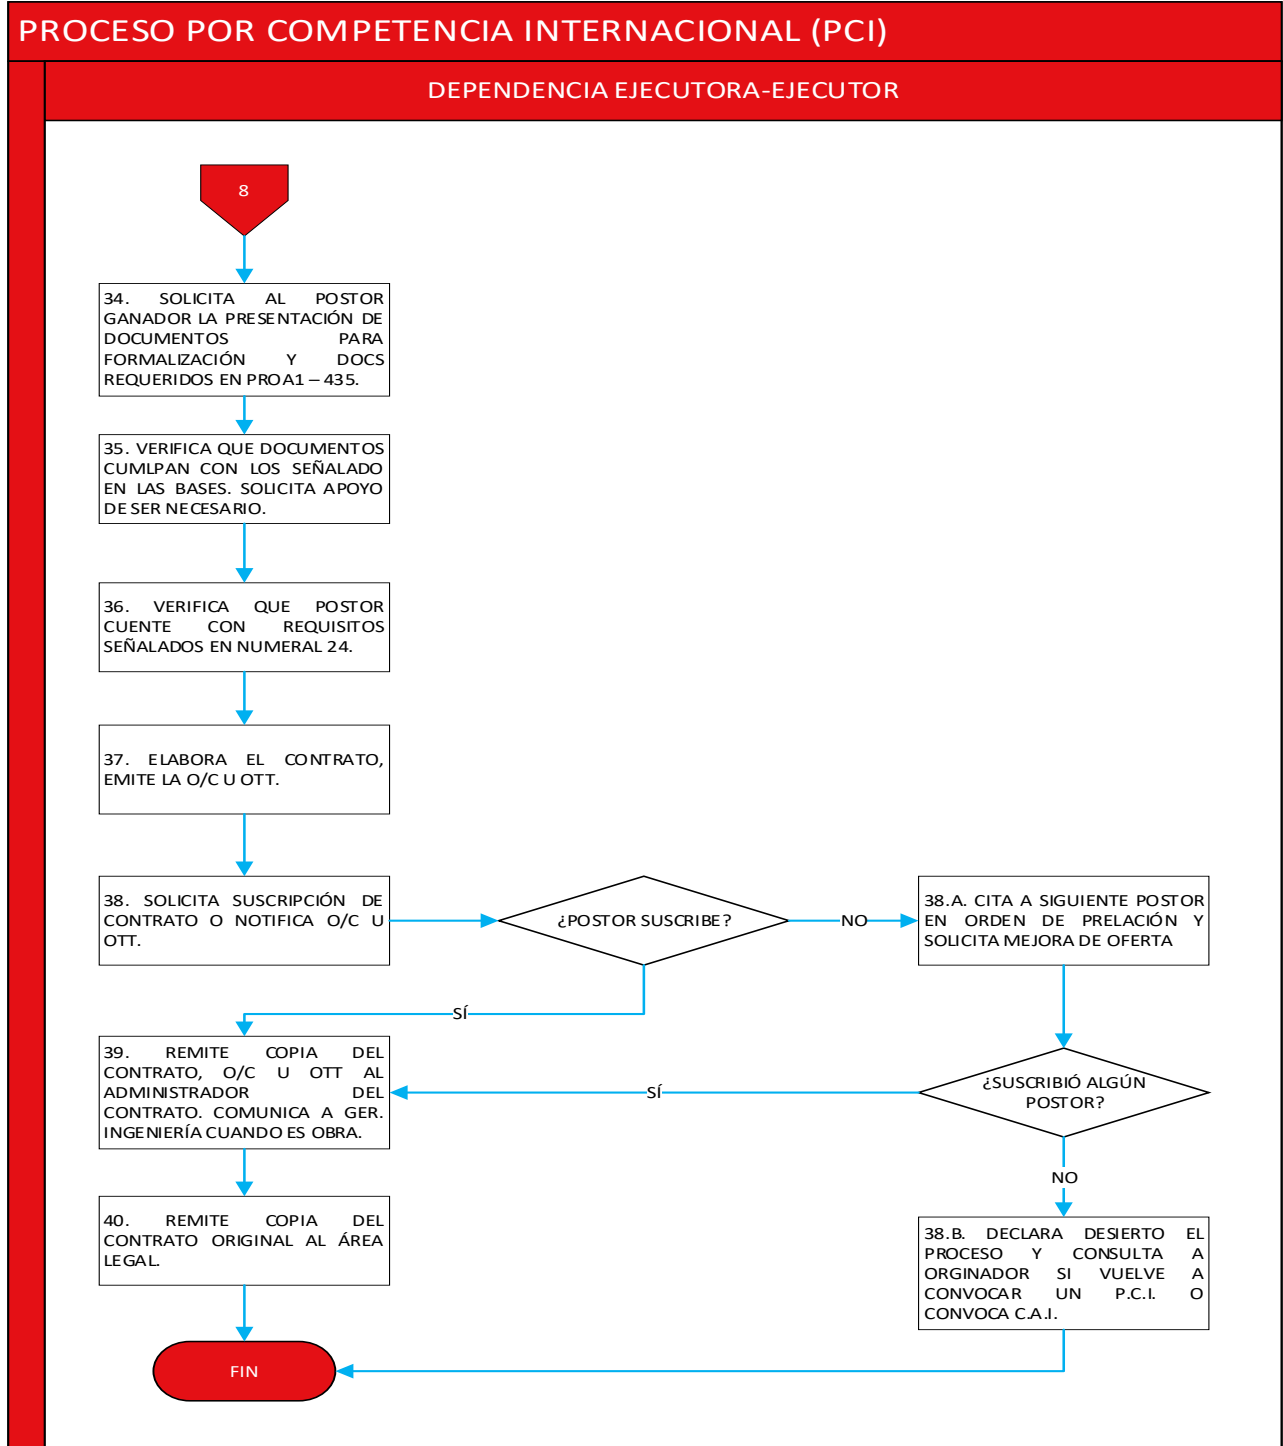 PROCESO POR COMPETENCIA INTERNACIONAL (PCI)
DEPENDENCIA EJECUTORA-EJECUTOR
8
34. SOLICITA AL POSTOR
GANADOR LA PRESENTACIÓN DE
DOCUMENTOS PARA
FORMALIZACIÓN Y DOCS
REQUERIDOS EN PROA1 – 435.
35. VERIFICA QUE DOCUMENTOS
CUMLPAN CON LOS SEÑALADO
EN LAS BASES. SOLICITA APOYO
DE SER NECESARIO.
36. VERIFICA QUE POSTOR
CUENTE CON REQUISITOS
SEÑALADOS EN NUMERAL 24.
37. ELABORA EL CONTRATO,
EMITE LA O/C U OTT.
38. SOLICITA SUSCRIPCIÓN DE
CONTRATO O NOTIFICA O/C U
OTT.
¿POSTOR SUSCRIBE?
NO
38.A. CITA A SIGUIENTE POSTOR
EN ORDEN DE PRELACIÓN Y
SOLICITA MEJORA DE OFERTA
SÍ
39. REMITE COPIA DEL
CONTRATO, O/C U OTT AL
ADMINISTRADOR DEL
CONTRATO. COMUNICA A GER.
INGENIERÍA CUANDO ES OBRA.
SÍ
¿SUSCRIBIÓ ALGÚN
POSTOR?
NO
40. REMITE COPIA DEL
CONTRATO ORIGINAL AL ÁREA
LEGAL.
38.B. DECLARA DESIERTO EL
PROCESO Y CONSULTA A
ORGINADOR SI VUELVE A
CONVOCAR UN P.C.I. O
CONVOCA C.A.I.
FIN